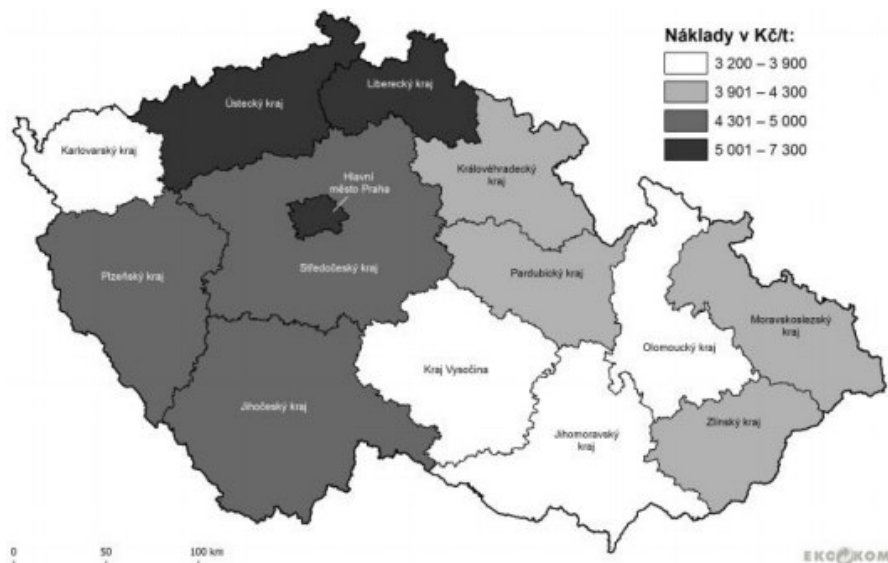 Náklady v Kč/t:
3 200 – 3 900
3 901 – 4 300
4 301 – 5 000
5 001 – 7 300
Liberecký kraj
Ústecký kraj
Karlovarský kraj
Královéhradecký
kraj
Hlavní
město Praha
Plzeňský kraj
Středočeský kraj
Pardubický kraj
Moravskoslezský
kraj
Olomoucký kraj
Kraj Vysočina
Jihočeský kraj
Jihomoravský
kraj
Zlínský kraj
0 50 100 km
EKO KOM